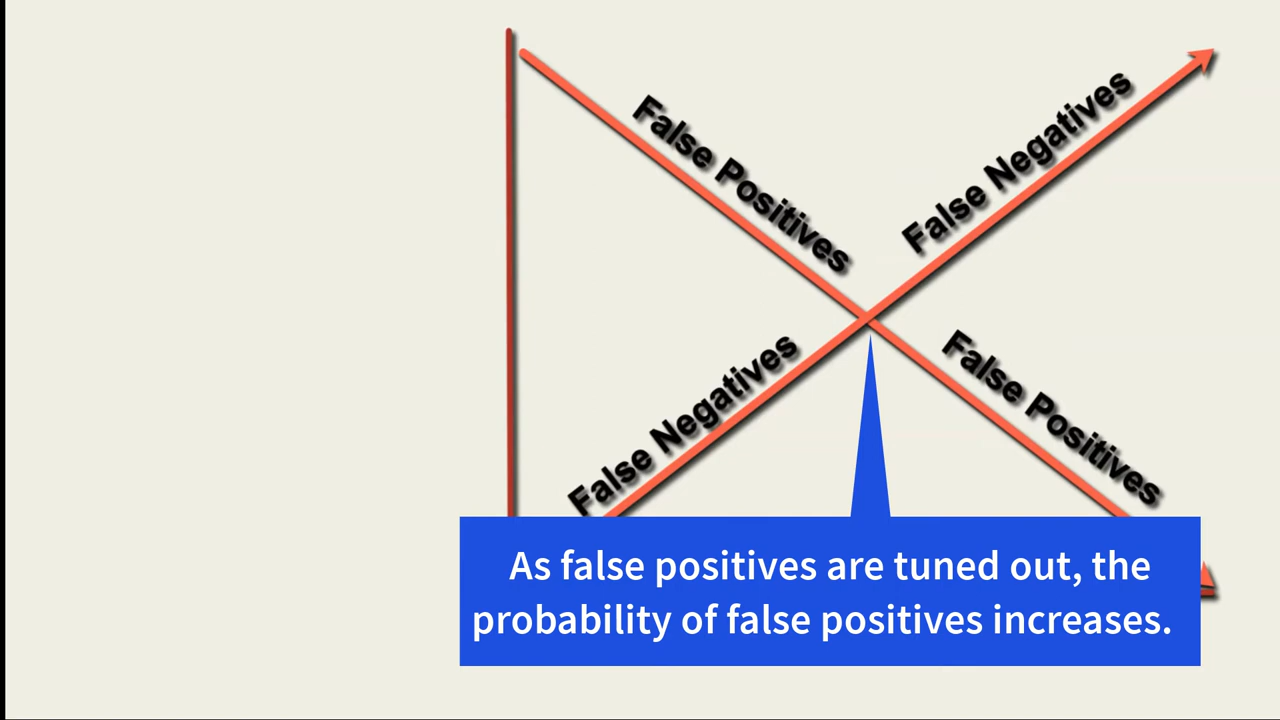 False Positives
False Negatives
False Negatives
False Positives
As false positives are tuned out, the
probability of false positives increases.